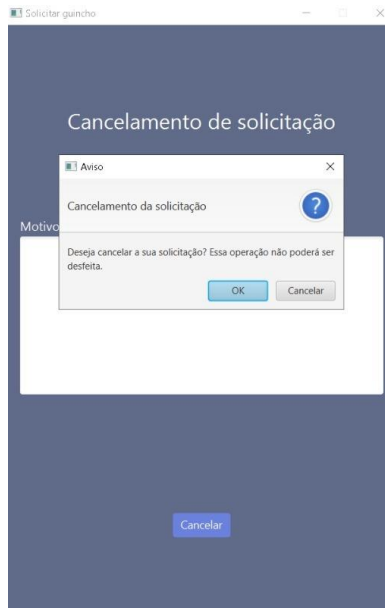 Solicitar guincho
Cancelamento de solicitação
Aviso
Cancelamento da solicitação
Motivo
Deseja cancelar a sua solicitação? Essa operação não poderá ser
desfeita.
OK
Cancelar
Cancelar